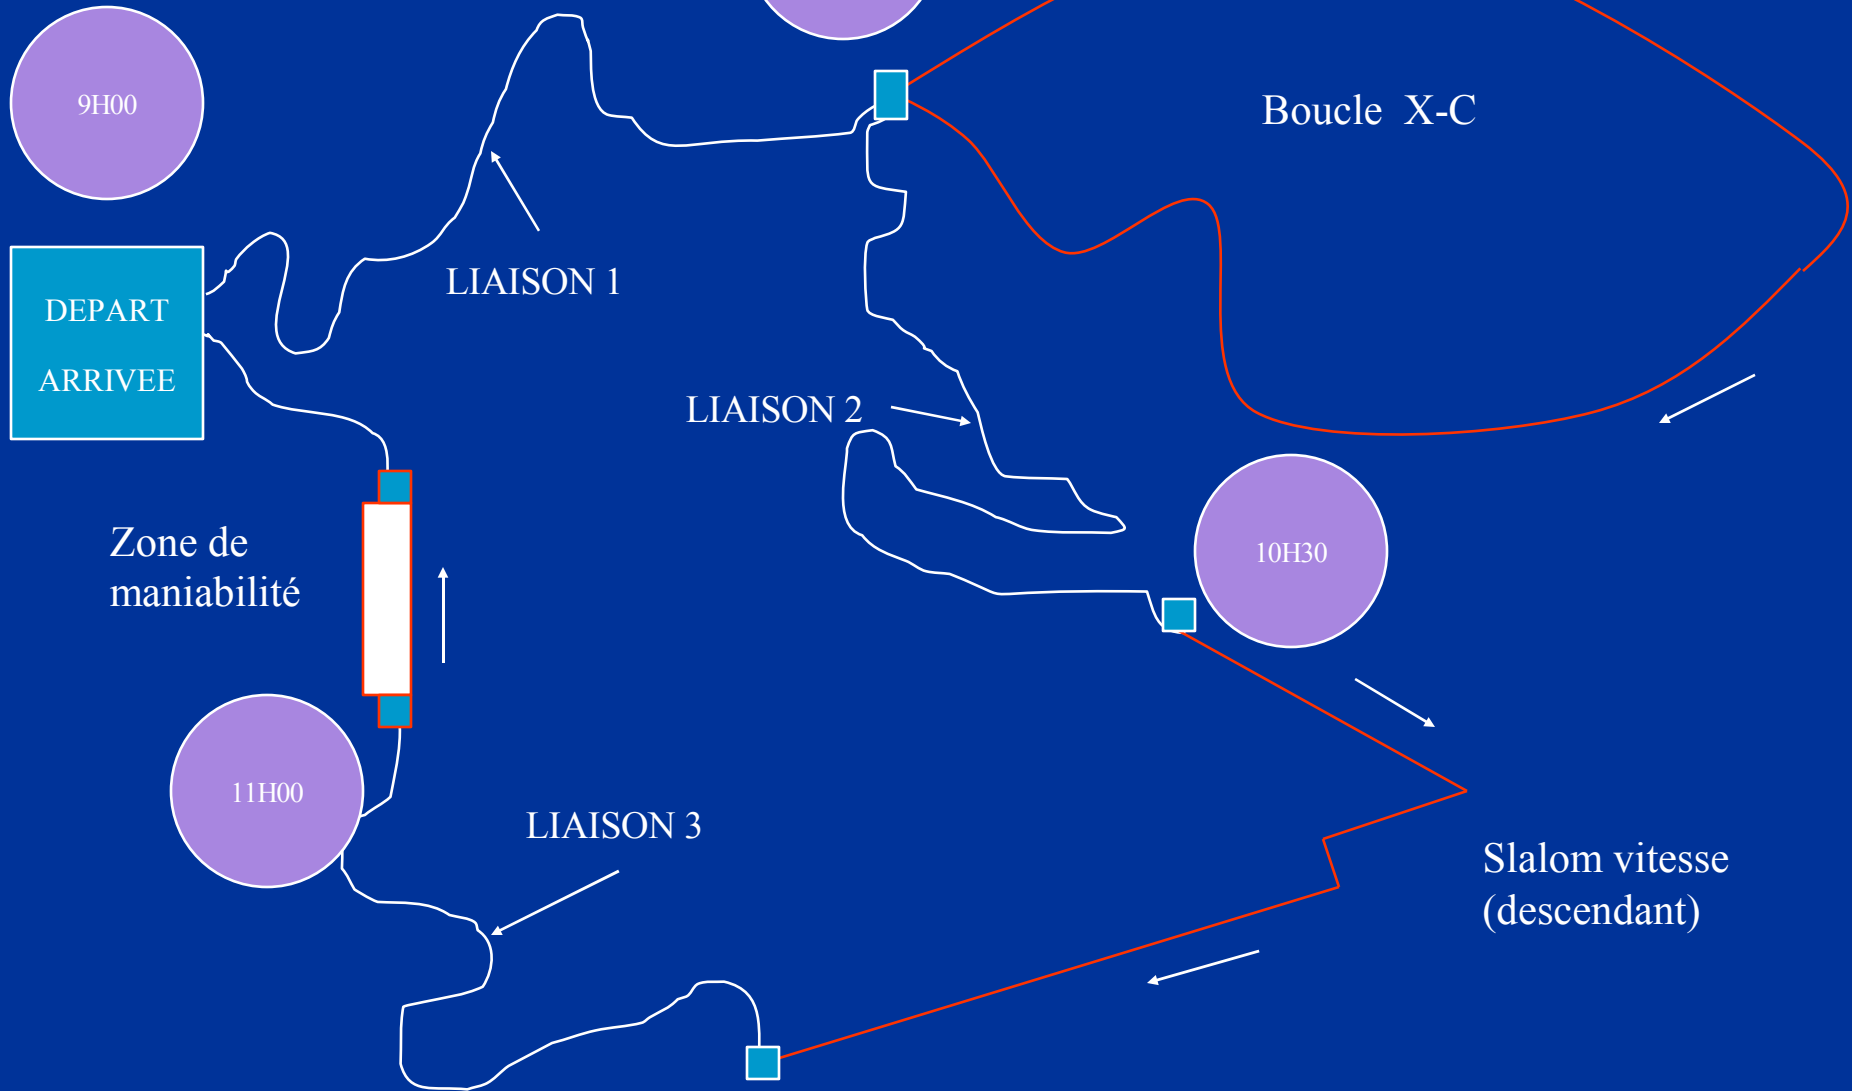 9H00
Boucle X-C
LIAISON 1
DEPART
ARRIVEE
LIAISON 2
Zone de
maniabilité
10H30
11H00
LIAISON 3
Slalom vitesse
(descendant)